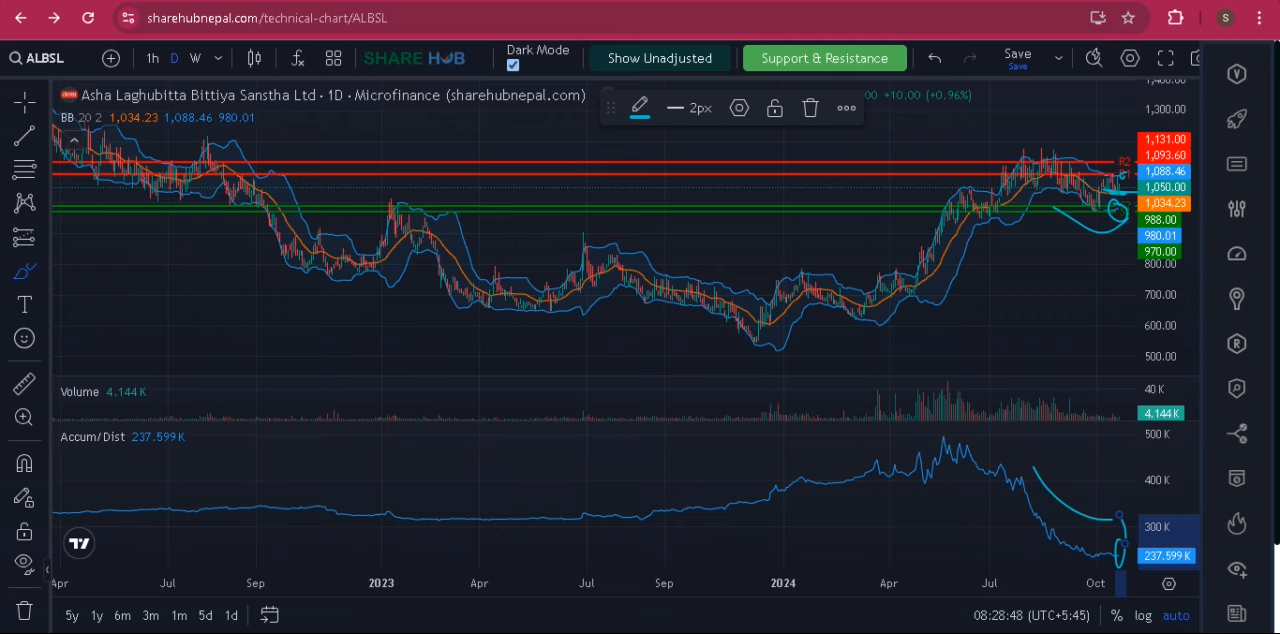 sharehubnepal.com/technical-chart/ALBSL
S
ALBSL 1h D W SHARE HUB Dark Mode Show Unadjusted Support & Resistance Save
Save
Asha Laghubitta Bittiya Sanstha Ltd · 1D · Microfinance (sharehubnepal.com) 00 +10.00 (+0.96%)
2px
BB 20 2 1,034.23 1,088.46 980.01
1,400.00
1,300.00
1,131.00
R2
1,093.60
1,088.46
1,050.00
1,034.23
988.00
980.01
970.00
800.00
700.00
600.00
500.00
Volume 4.144K
40 K
4.144K
Accum/Dist 237.599K
500 K
400 K
300 K
237.599K
Apr Jul Sep 2023 Apr Jul Sep 2024 Apr Jul Oct
5y 1y 6m 3m 1m 5d 1d 08:28:48 (UTC+5:45) % log auto